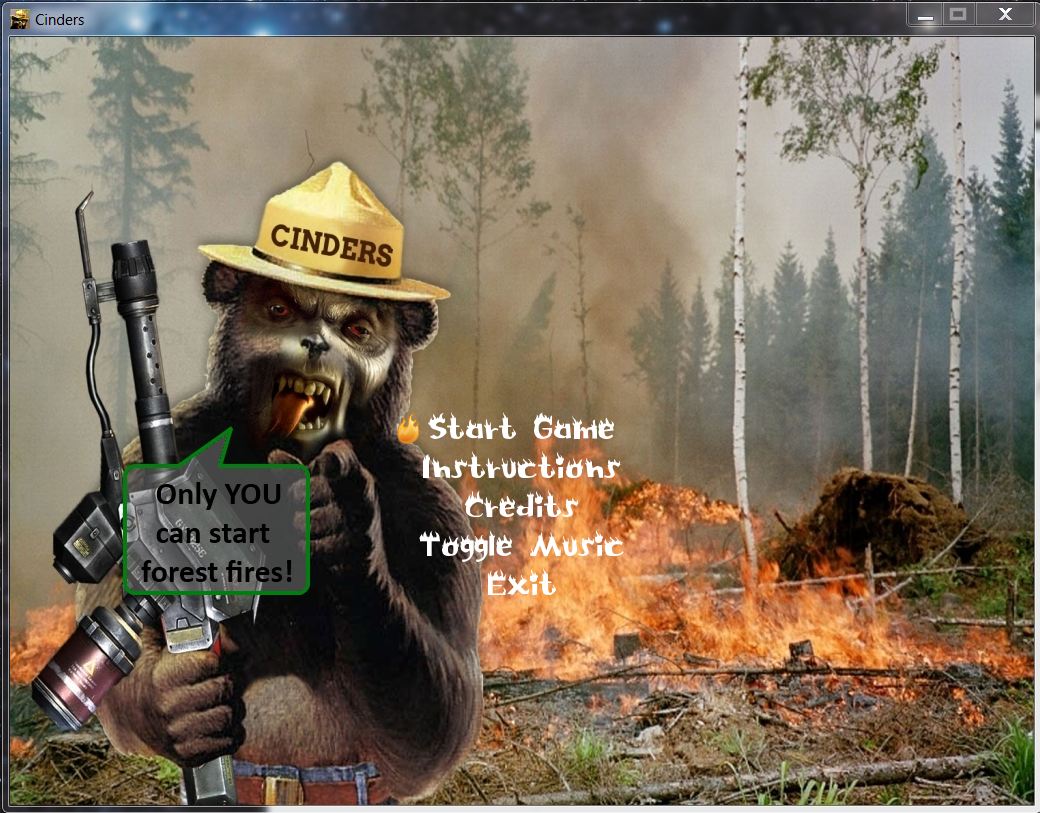 Cinders
CINDERS
Only YOU
can start
forest fires!
Start Game
Instructions
Credits
Toggle Music
Exit